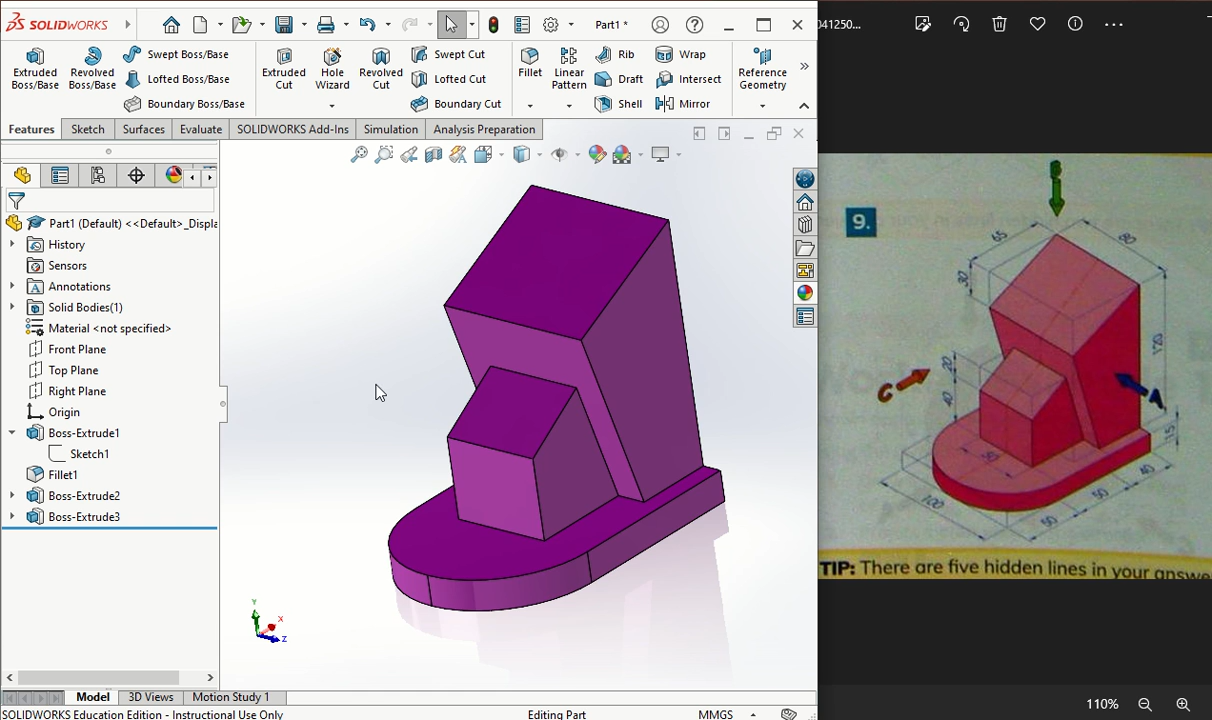 SOLIDWORKS
Part1 *
041250...
Extruded Boss/Base
Revolved Boss/Base
Swept Boss/Base
Lofted Boss/Base
Boundary Boss/Base
Extruded Cut
Hole Wizard
Revolved Cut
Swept Cut
Lofted Cut
Boundary Cut
Fillet
Linear Pattern
Rib
Draft
Shell
Wrap
Intersect
Mirror
Reference Geometry
Features
Sketch
Surfaces
Evaluate
SOLIDWORKS Add-Ins
Simulation
Analysis Preparation
Part1 (Default) <<Default>_Displa
History
Sensors
Annotations
Solid Bodies(1)
Material <not specified>
Front Plane
Top Plane
Right Plane
Origin
Boss-Extrude1
Sketch1
Fillet1
Boss-Extrude2
Boss-Extrude3
Y
X
Z
Model
3D Views
Motion Study 1
SOLIDWORKS Education Edition - Instructional Use Only
Editing Part
MMGS
9.
B
65
80
30
120
20
40
C
A
15
50
40
50
50
100
TIP: There are five hidden lines in your answe
110%